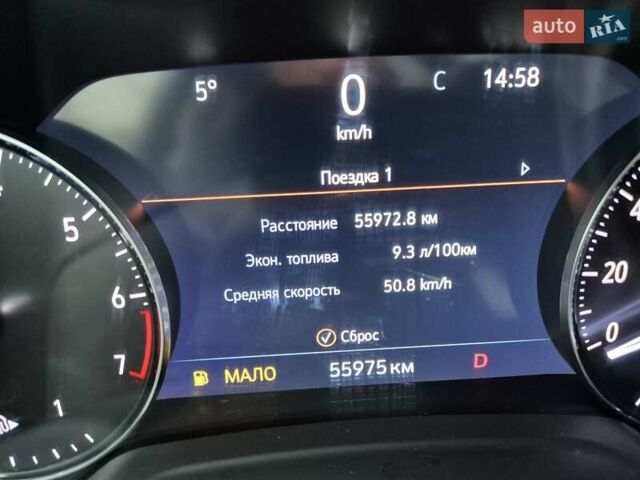 auto RIA.com
5° 0 С 14:58
km/h
Поездка 1
Расстояние 55972.8 км
Экон. топлива 9.3 л/100км
Средняя скорость 50.8 km/h
Сброс
МАЛО 55975 км D
5
6
7
1
20
0